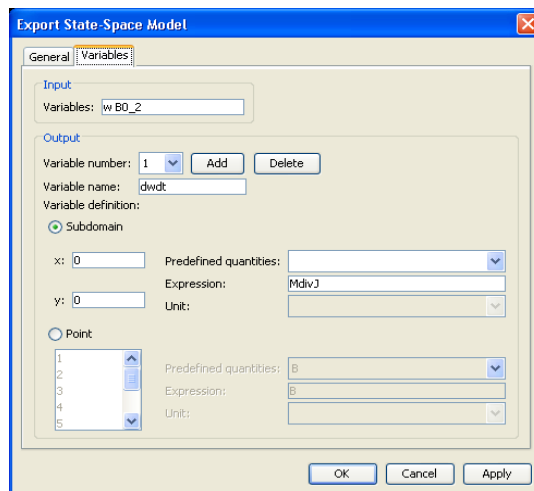 Export State-Space Model
General Variables
Input
Variables: w B0_2
Output
Variable number: 1 Add Delete
Variable name: dwdt
Variable definition:
Subdomain
x: 0 Predefined quantities:
Expression: MdivJ
y: 0 Unit:
Point
1
2
3
4
5
Predefined quantities: B
Expression: B
Unit:
OK Cancel Apply